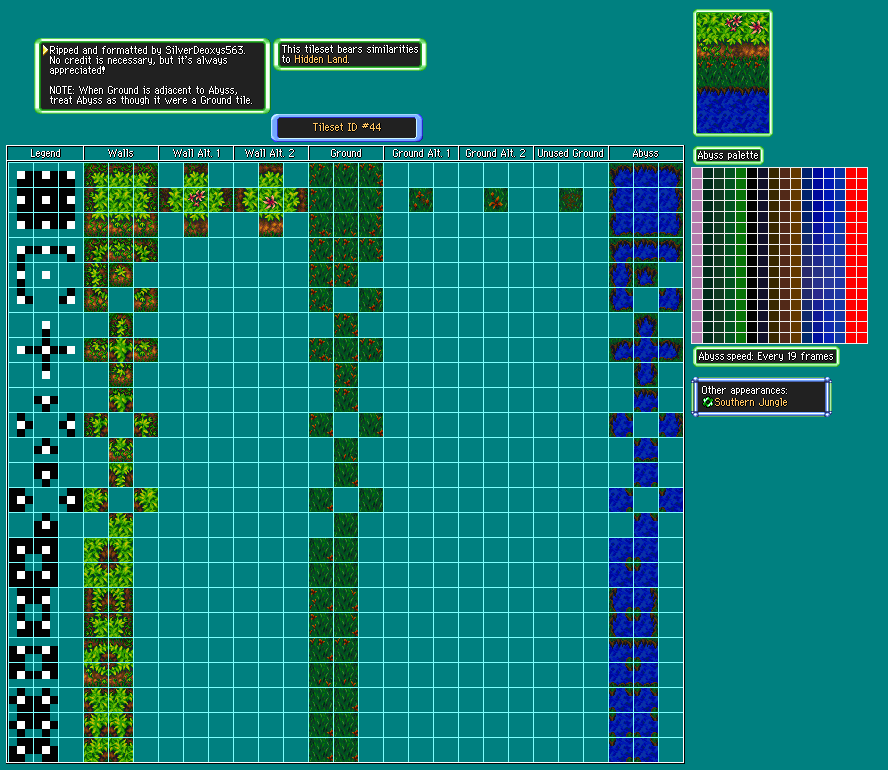 Ripped and formatted by SilverDeoxys563.
No credit is necessary, but it's always
appreciated!
NOTE: When Ground is adjacent to Abyss,
treat Abyss as though it were a Ground tile.
This tileset bears similarities
to Hidden Land.
Tileset ID #44
Legend Walls Wall Alt. 1 Wall Alt. 2 Ground Ground Alt. 1 Ground Alt. 2 Unused Ground Abyss
Abyss palette
Abyss speed: Every 19 frames
Other appearances:
Southern Jungle